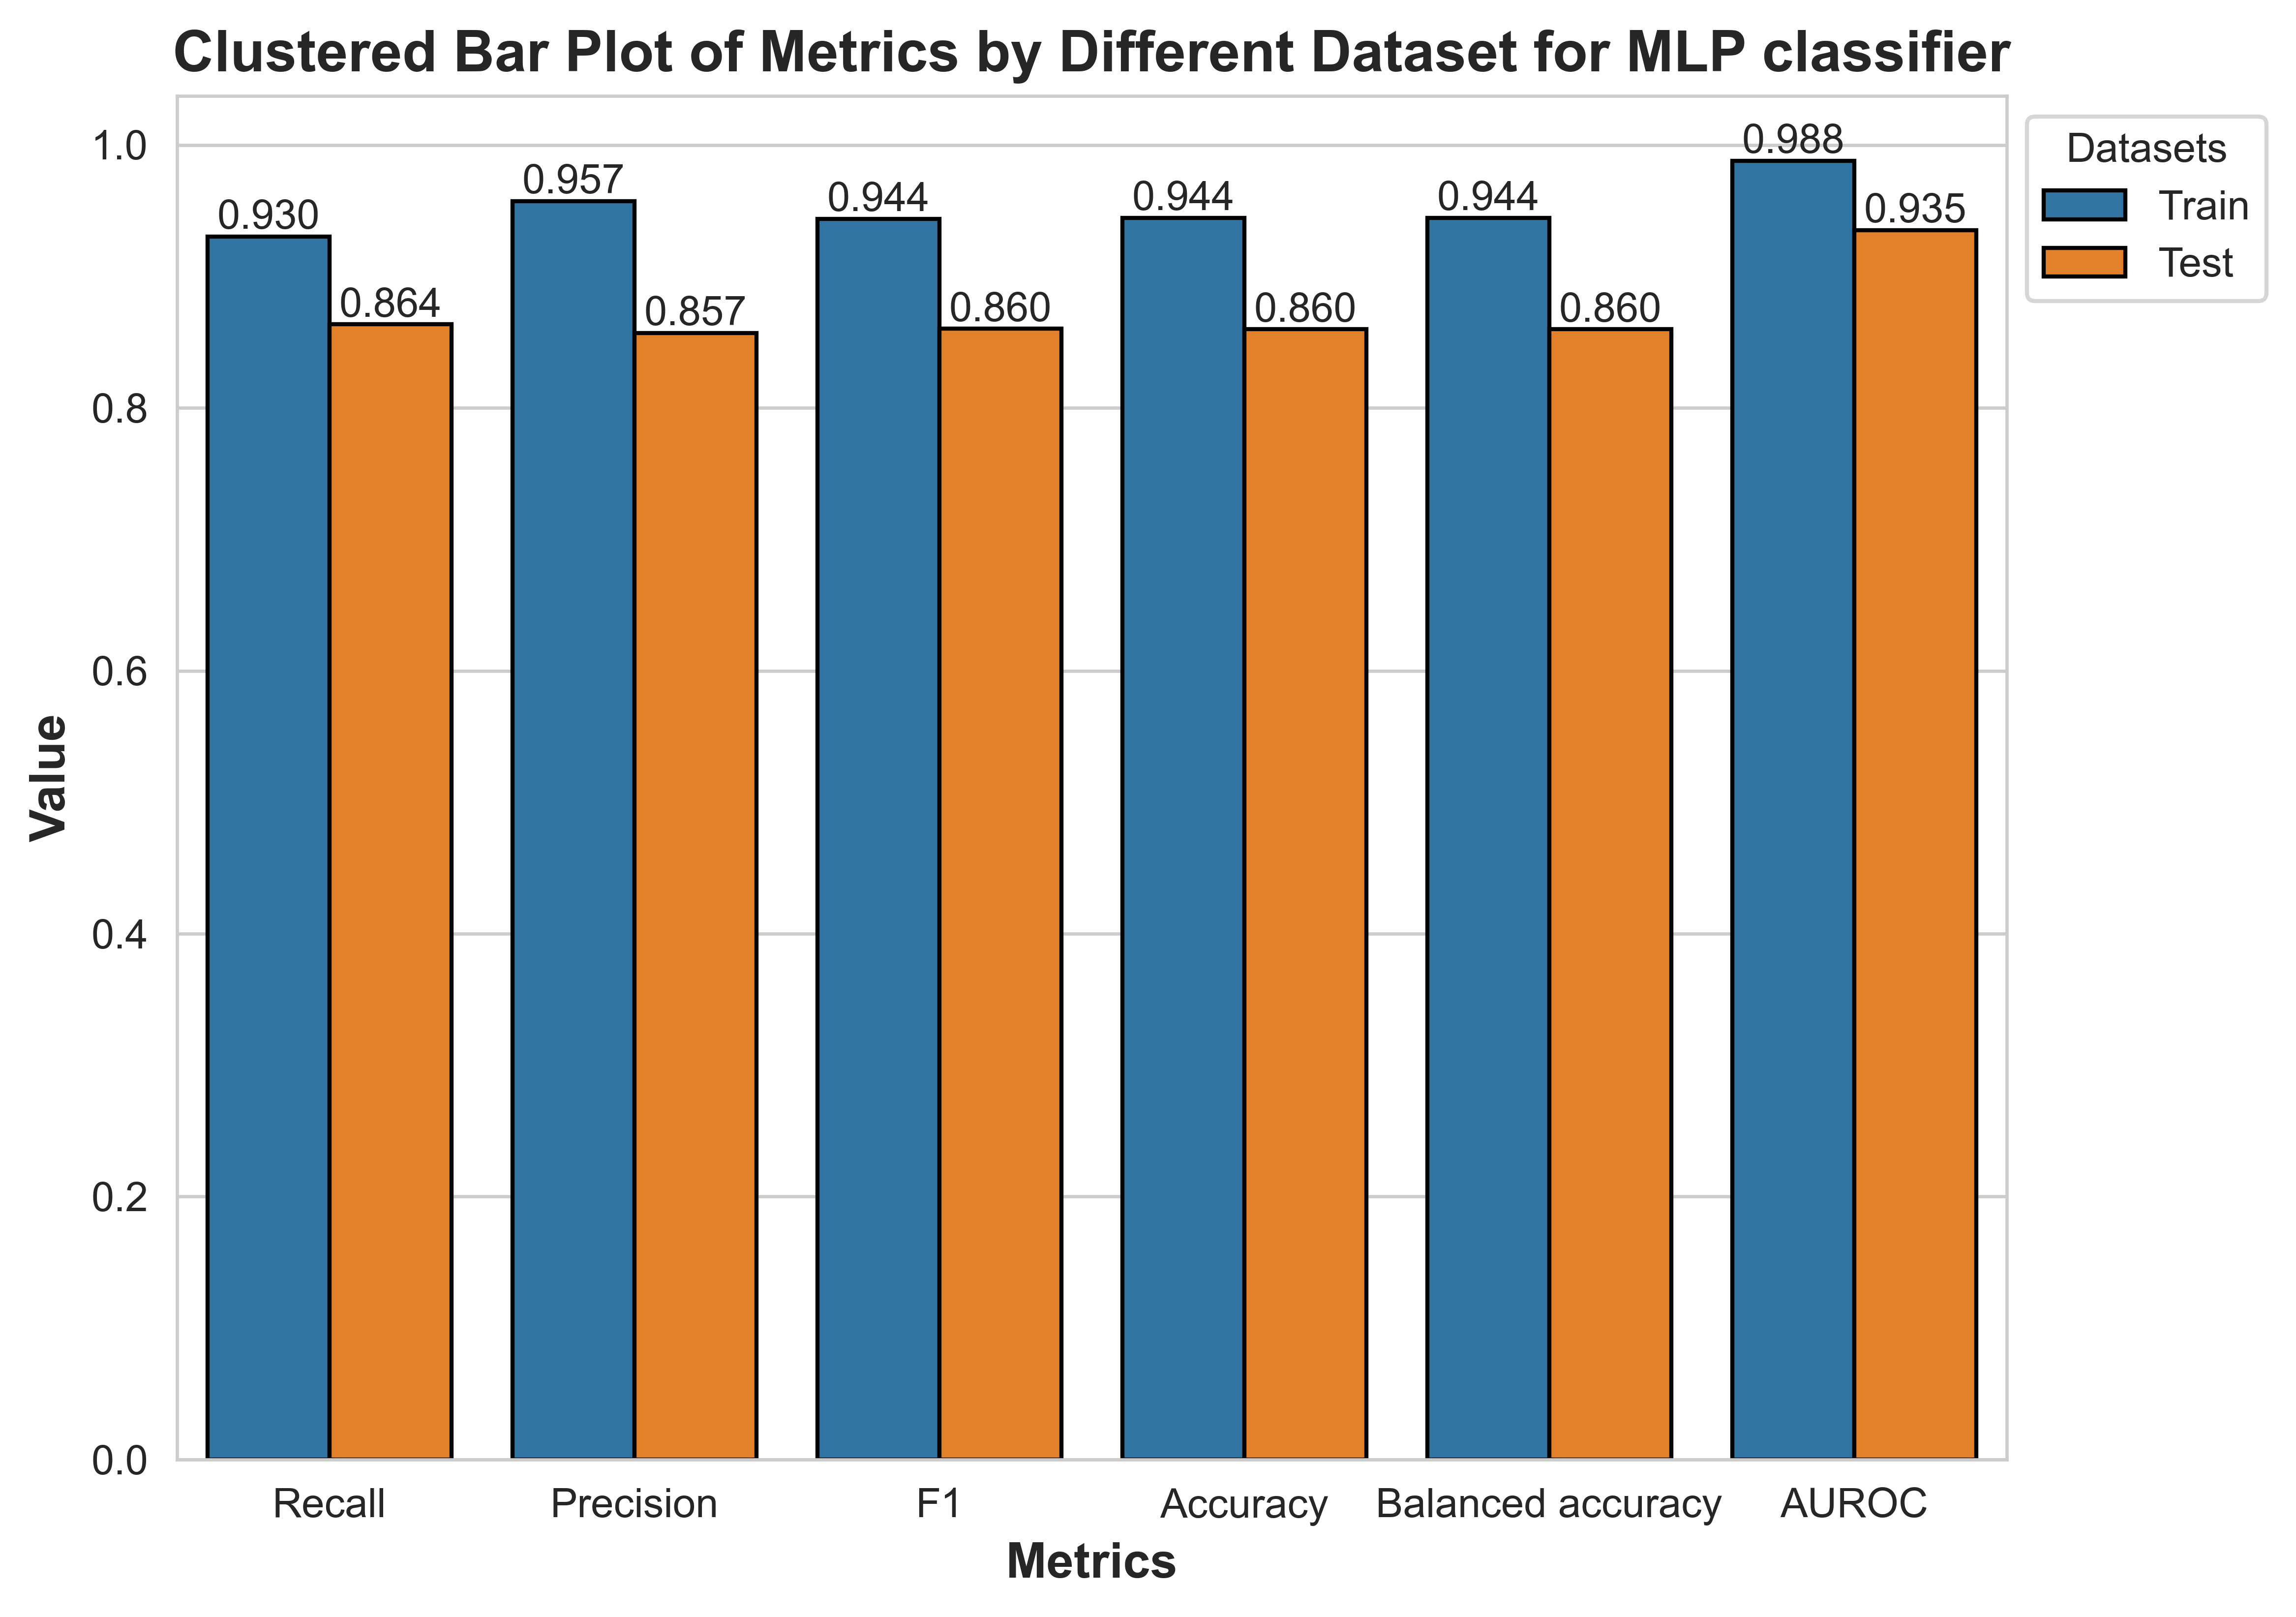 Clustered Bar Plot of Metrics by Different Dataset for MLP classifier
Datasets
Train
Test
Value
1.0
0.8
0.6
0.4
0.2
0.0
0.930
0.864
0.957
0.857
0.944
0.860
0.944
0.860
0.944
0.860
0.988
0.935
Recall
Precision
F1
Accuracy
Balanced accuracy
AUROC
Metrics